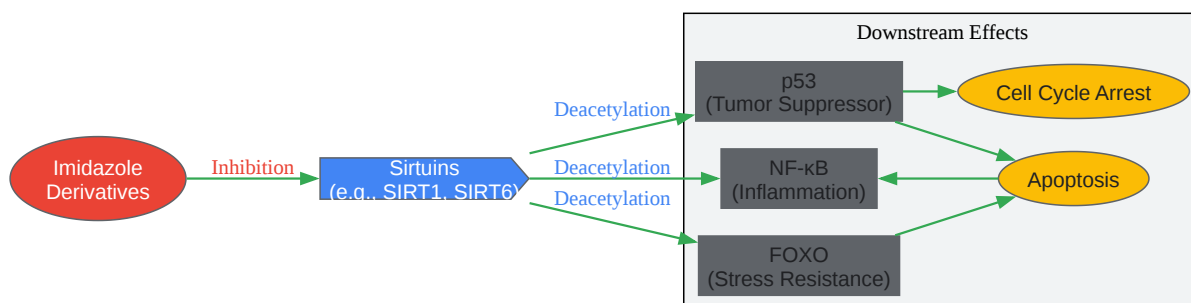 Downstream Effects
p53
(Tumor Suppressor)
Cell Cycle Arrest
Deacetylation
Imidazole
Derivatives
Inhibition
Sirtuins
(e.g., SIRT1, SIRT6)
Deacetylation
NF-κB
(Inflammation)
Apoptosis
Deacetylation
FOXO
(Stress Resistance)